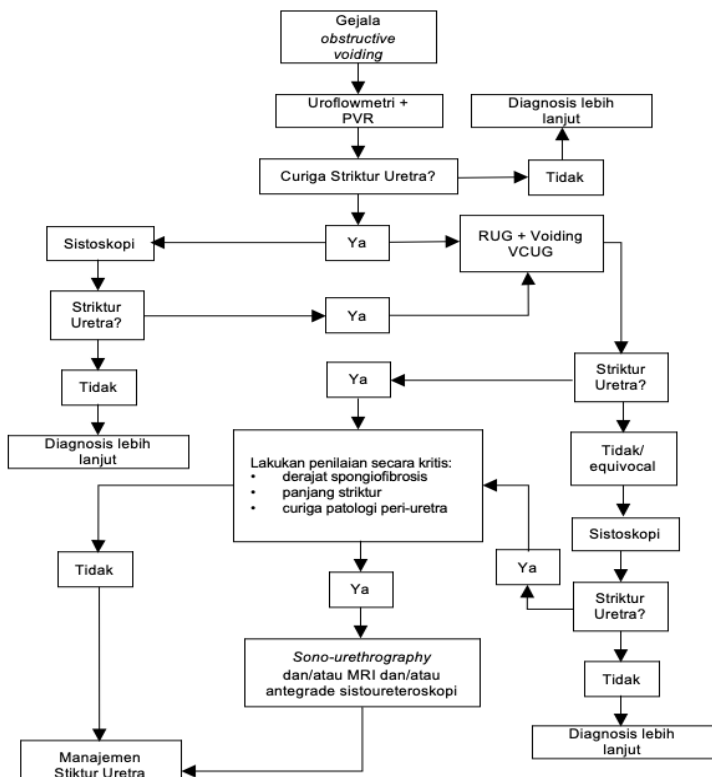 Gejala
obstructive
voiding
Uroflowmetri +
PVR
Diagnosis lebih
lanjut
Curiga Striktur Uretra?
Tidak
Sistoskopi
Ya
RUG + Voiding
VCUG
Striktur
Uretra?
Ya
Striktur
Uretra?
Ya
Tidak
Diagnosis lebih
lanjut
Tidak/
equivocal
Lakukan penilaian secara kritis:
• derajat spongiofibrosis
• panjang striktur
• curiga patologi peri-uretra
Sistoskopi
Tidak
Ya
Ya
Striktur
Uretra?
Sono-urethrography
dan/atau MRI dan/atau
antegrade sistoureteroskopi
Tidak
Diagnosis lebih
lanjut
Manajemen
Stiktur Uretra